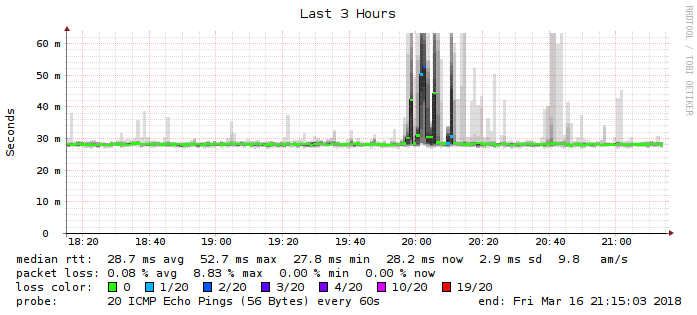 Last 3 Hours
RRDTOOL / TOBI OETIKER
Seconds
60 m
50 m
40 m
30 m
20 m
10 m
0
18:20 18:40 19:00 19:20 19:40 20:00 20:20 20:40 21:00
median rtt: 28.7 ms avg 52.7 ms max 27.8 ms min 28.2 ms now 2.9 ms sd 9.8 am/s
packet loss: 0.08 % avg 8.83 % max 0.00 % min 0.00 % now
loss color: 0 1/20 2/20 3/20 4/20 10/20 19/20
probe: 20 ICMP Echo Pings (56 Bytes) every 60s end: Fri Mar 16 21:15:03 2018